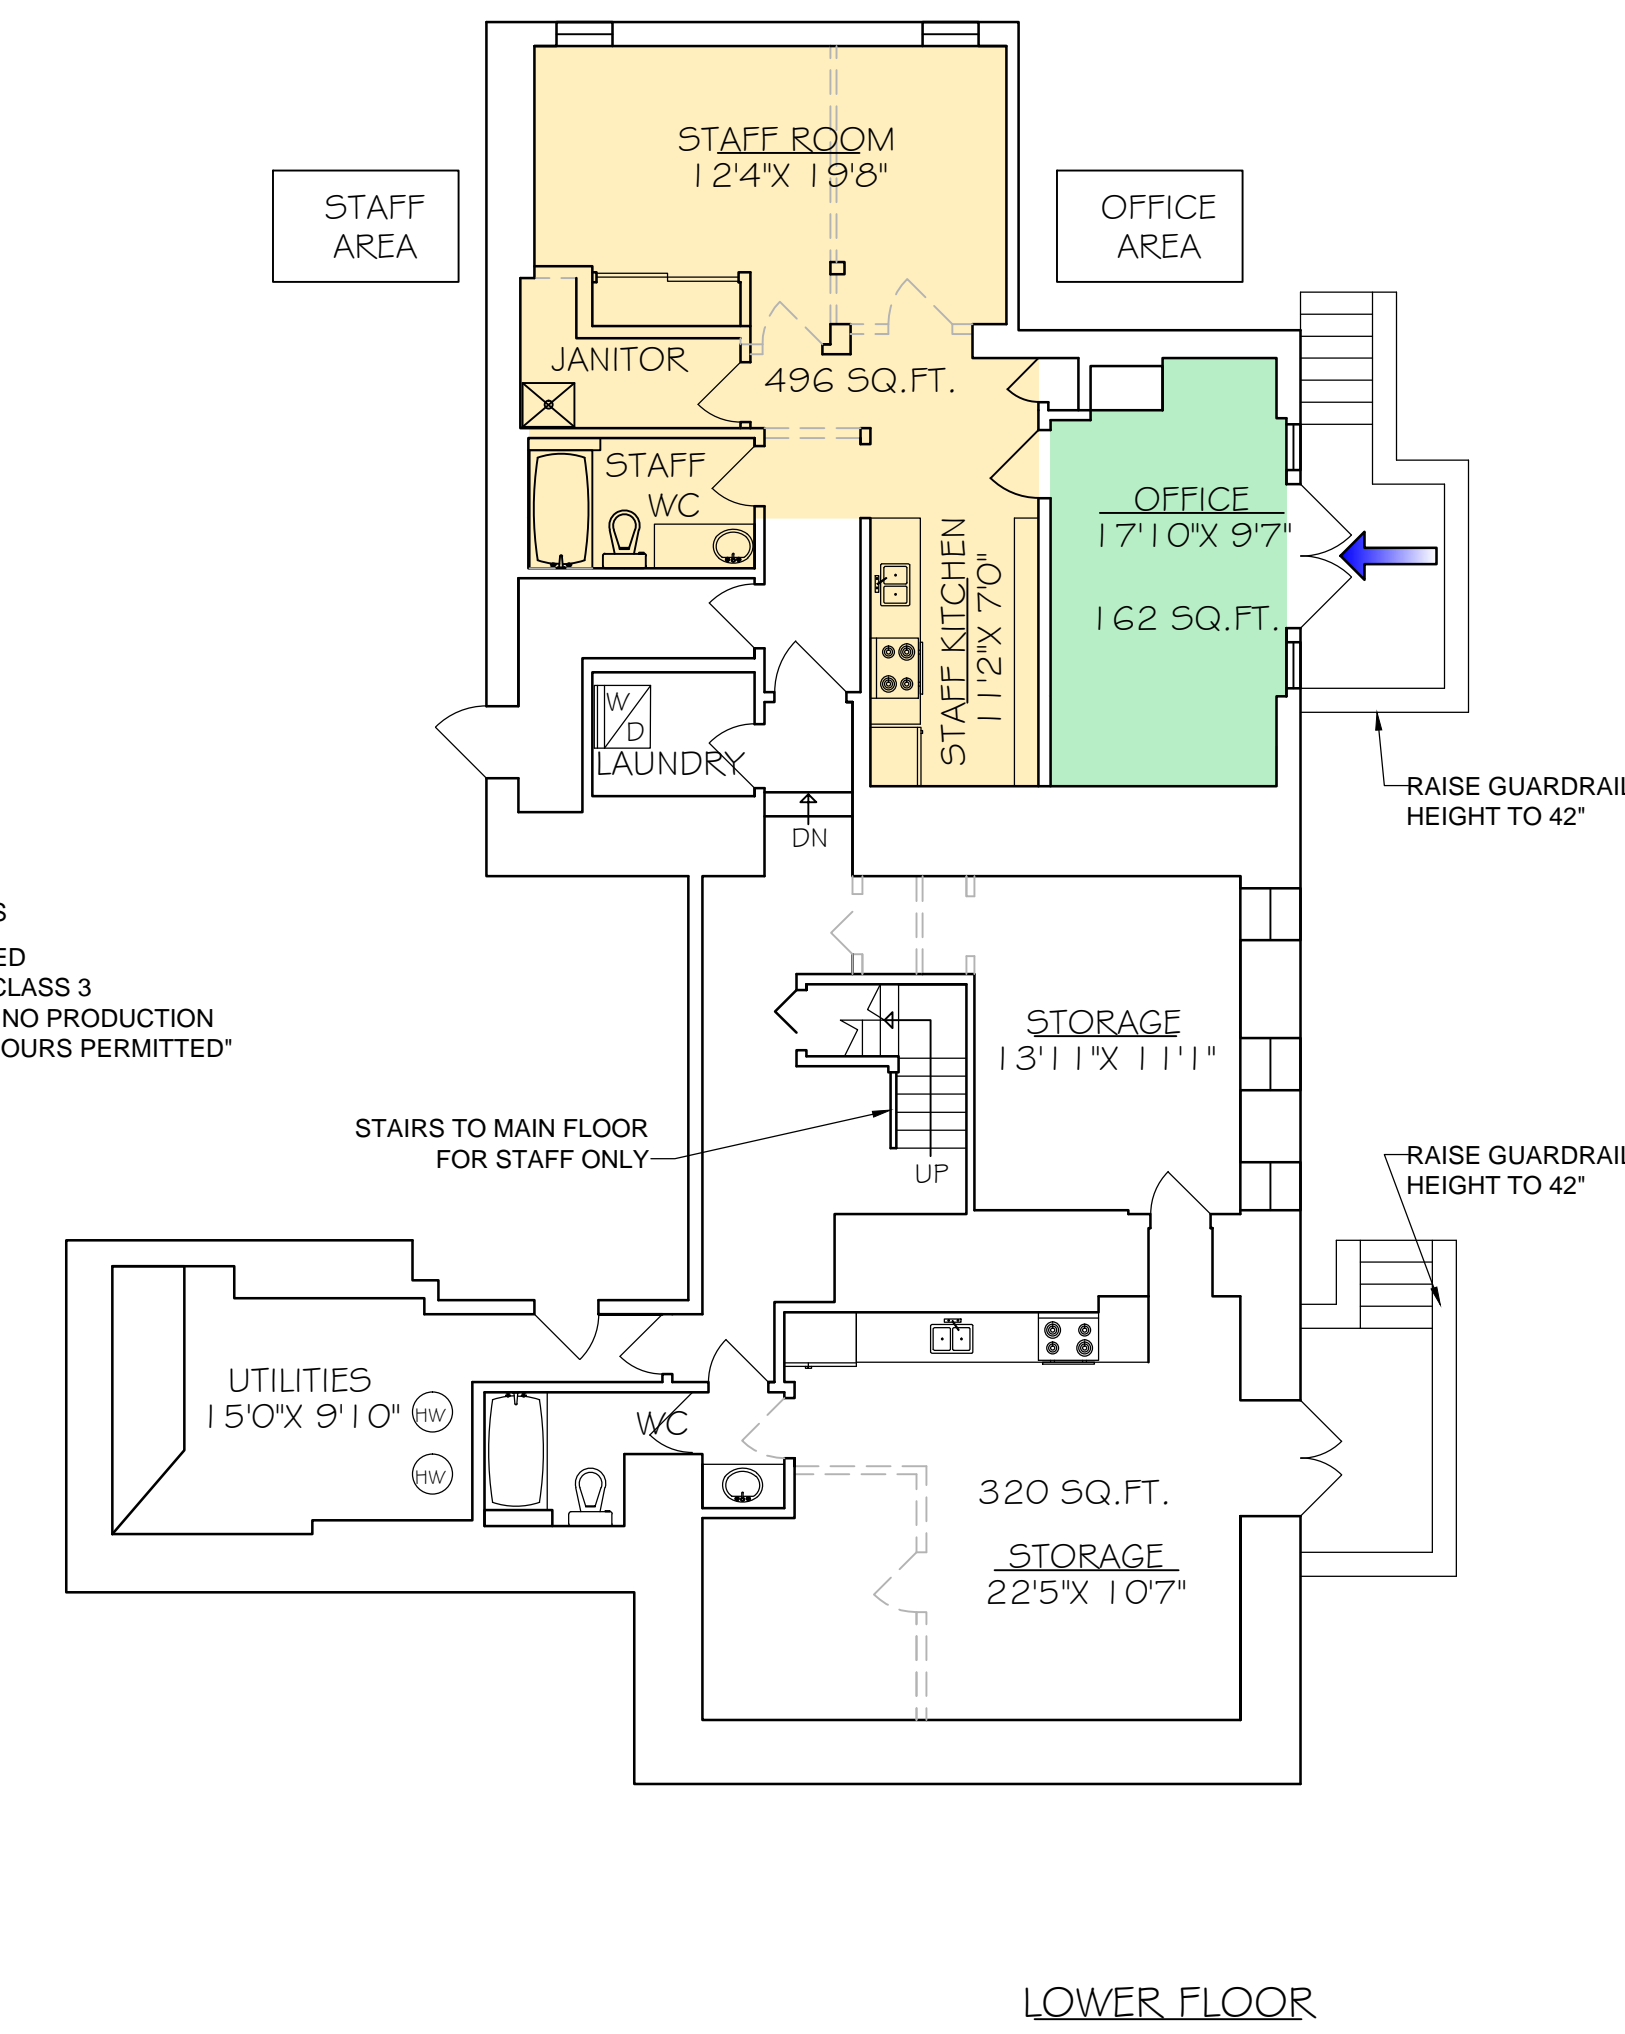 STAFF ROOM
12'4"X 19'8"
STAFF
AREA
OFFICE
AREA
JANITOR
496 SQ.FT.
STAFF
WC
OFFICE
17'10"X 9'7"
162 SQ.FT.
STAFF KITCHEN
11'2"X 7'0"
W
D
LAUNDRY
DN
RAISE GUARDRAIL
HEIGHT TO 42"
S
ED
CLASS 3
NO PRODUCTION
OURS PERMITTED"
STORAGE
13'11"X 11'1"
STAIRS TO MAIN FLOOR
FOR STAFF ONLY
UP
RAISE GUARDRAIL
HEIGHT TO 42"
UTILITIES
15'0"X 9'10"
HW
HW
WC
320 SQ.FT.
STORAGE
22'5"X 10'7"
LOWER FLOOR